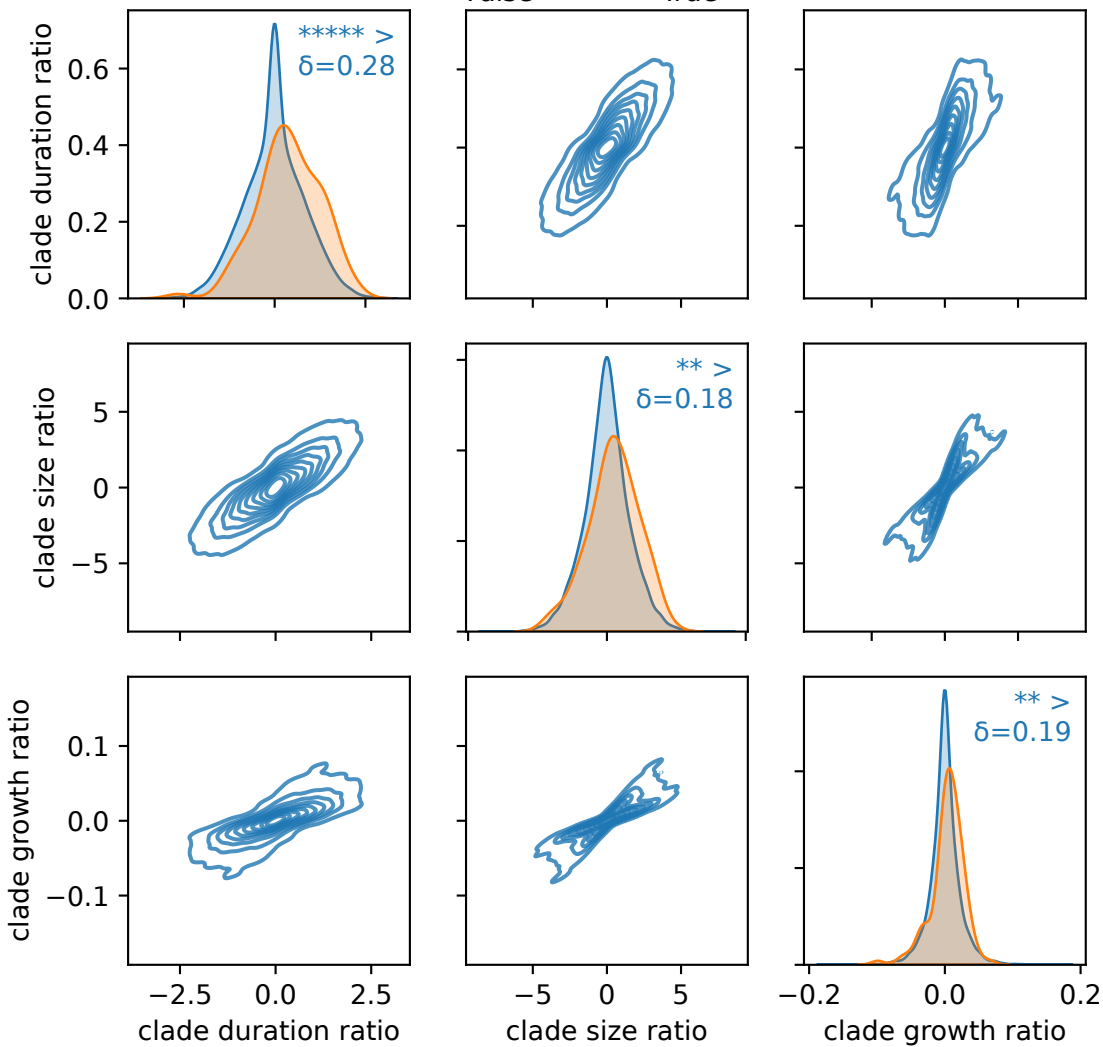 clade duration ratio
0.6
0.4
0.2
0.0
***** >
δ=0.28
clade size ratio
5
0
−5
** >
δ=0.18
clade growth ratio
0.1
0.0
−0.1
** >
δ=0.19
−2.5 0.0 2.5
clade duration ratio
−5 0 5
clade size ratio
−0.2 0.0 0.2
clade growth ratio